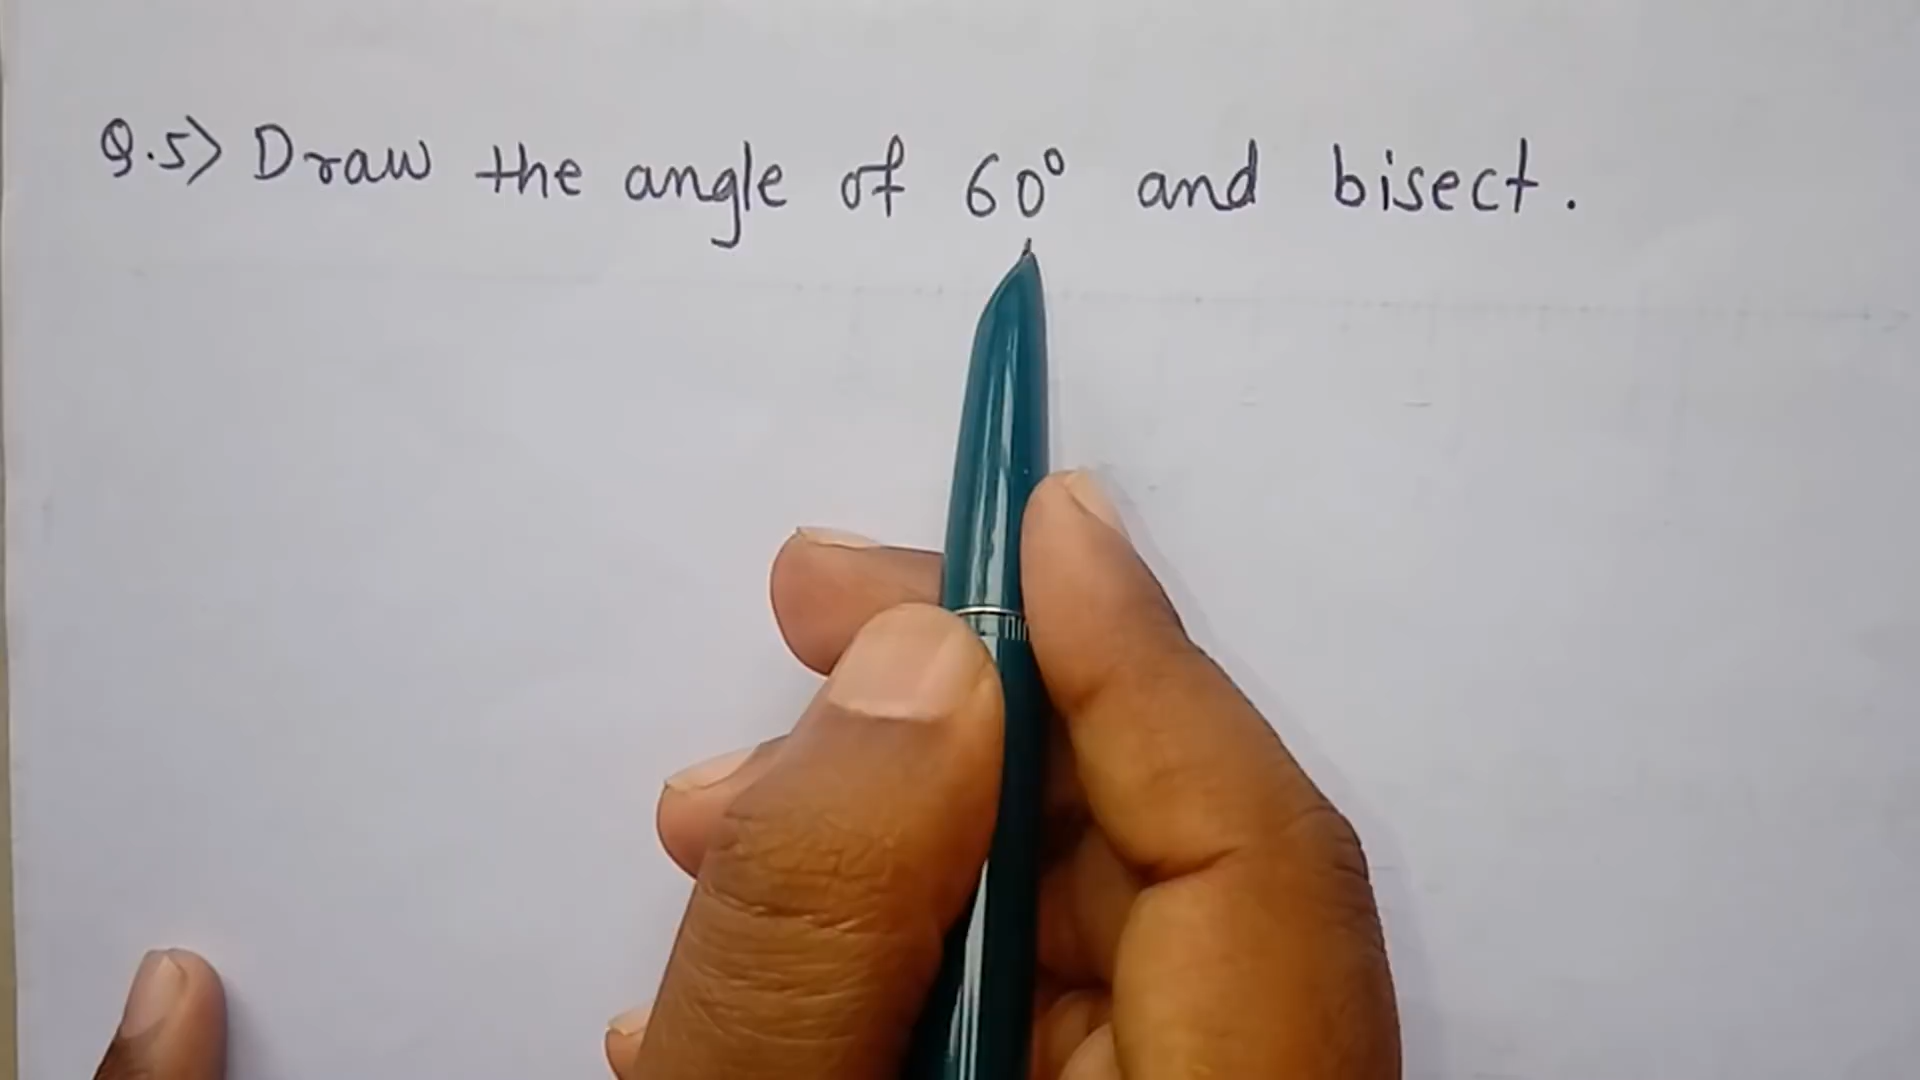 Q.5> Draw the angle of 60° and bisect.